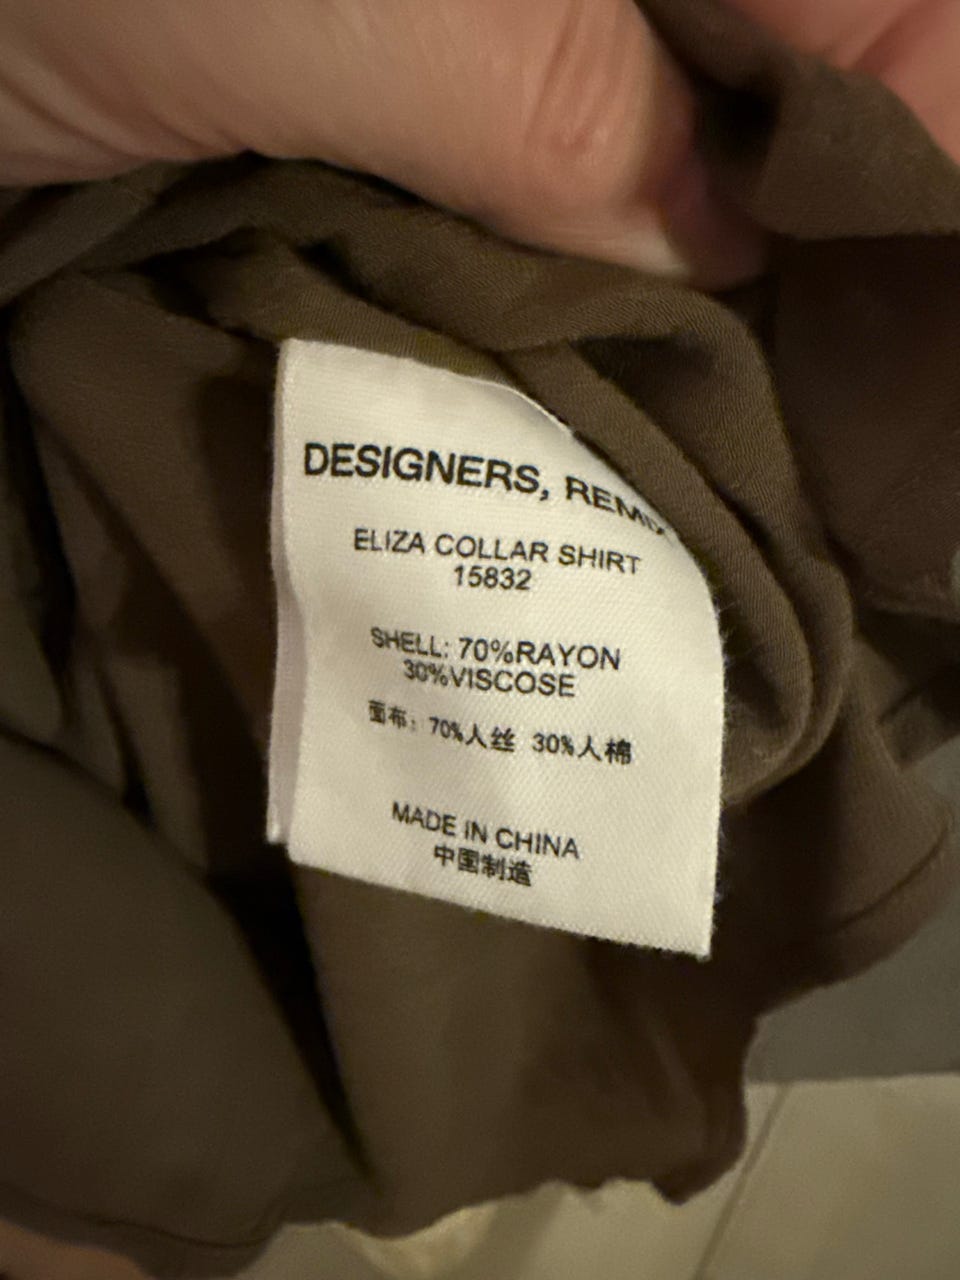 DESIGNERS, REMIX
ELIZA COLLAR SHIRT
15832
SHELL: 70%RAYON
30%VISCOSE
面布：70%人丝 30%人棉
MADE IN CHINA
中国制造